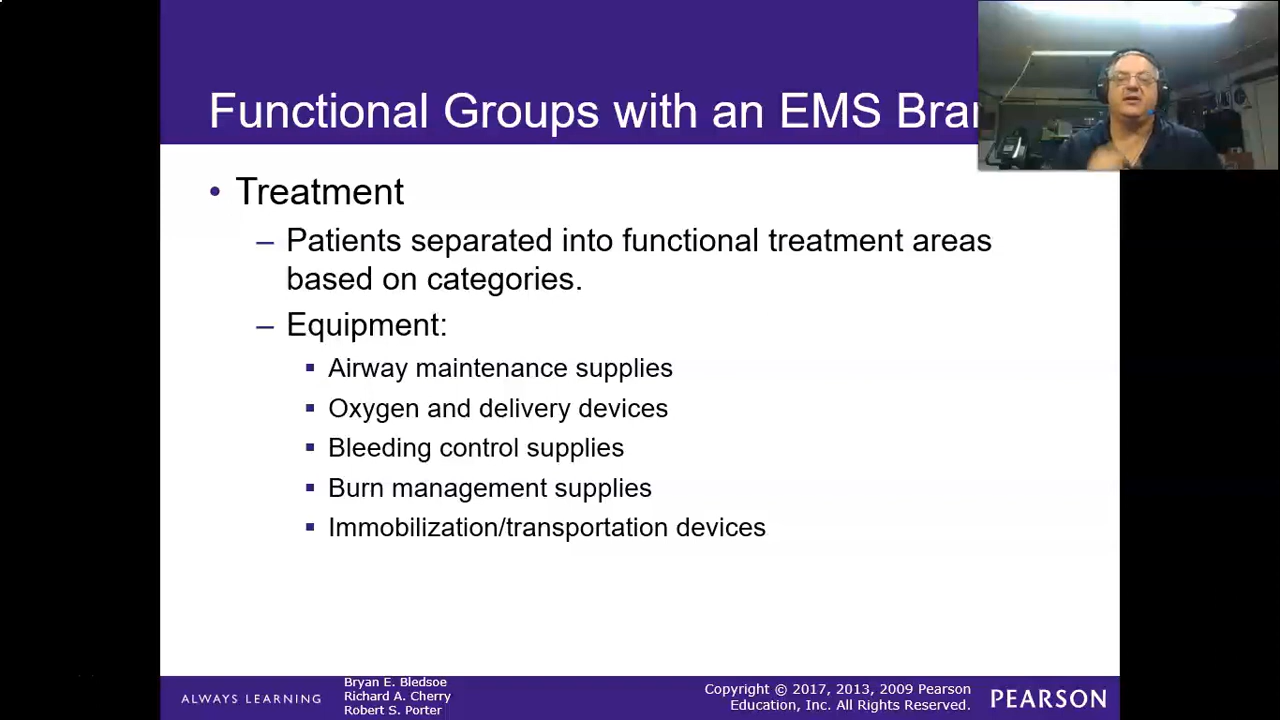 Functional Groups with an EMS
• Treatment
– Patients separated into functional treatment areas
based on categories.
– Equipment:
▪ Airway maintenance supplies
▪ Oxygen and delivery devices
▪ Bleeding control supplies
▪ Burn management supplies
▪ Immobilization/transportation devices
ALWAYS LEARNING
Bryan E. Bledsoe
Richard A. Cherry
Robert S. Porter
Copyright © 2017, 2013, 2009 Pearson
Education, Inc. All Rights Reserved.
PEARSON